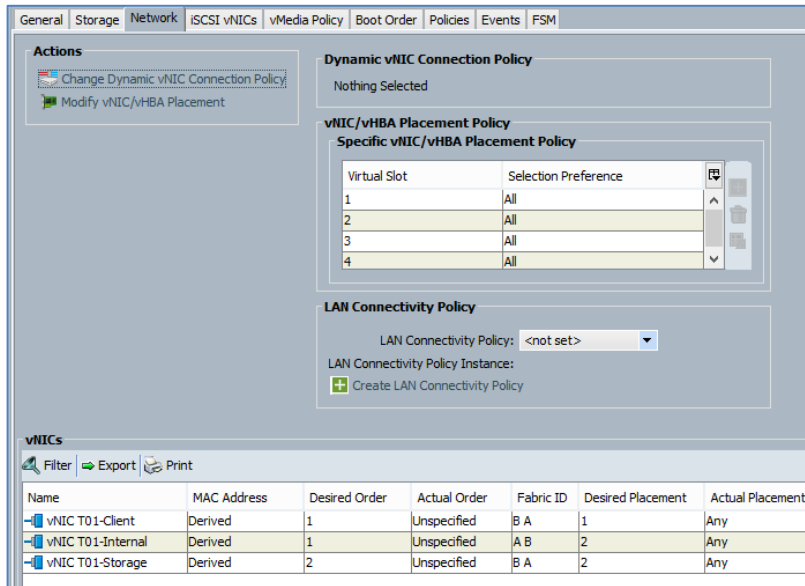 General Storage Network iSCSI vNICs vMedia Policy Boot Order Policies Events FSM
Actions
Change Dynamic vNIC Connection Policy
Modify vNIC/vHBA Placement
Dynamic vNIC Connection Policy
Nothing Selected
vNIC/vHBA Placement Policy
Specific vNIC/vHBA Placement Policy
Virtual Slot Selection Preference
1 All
2 All
3 All
4 All
LAN Connectivity Policy
LAN Connectivity Policy: <not set>
LAN Connectivity Policy Instance:
Create LAN Connectivity Policy
vNICs
Filter Export Print
Name MAC Address Desired Order Actual Order Fabric ID Desired Placement Actual Placement
vNIC T01-Client Derived 1 Unspecified B A 1 Any
vNIC T01-Internal Derived 1 Unspecified A B 2 Any
vNIC T01-Storage Derived 2 Unspecified B A 2 Any